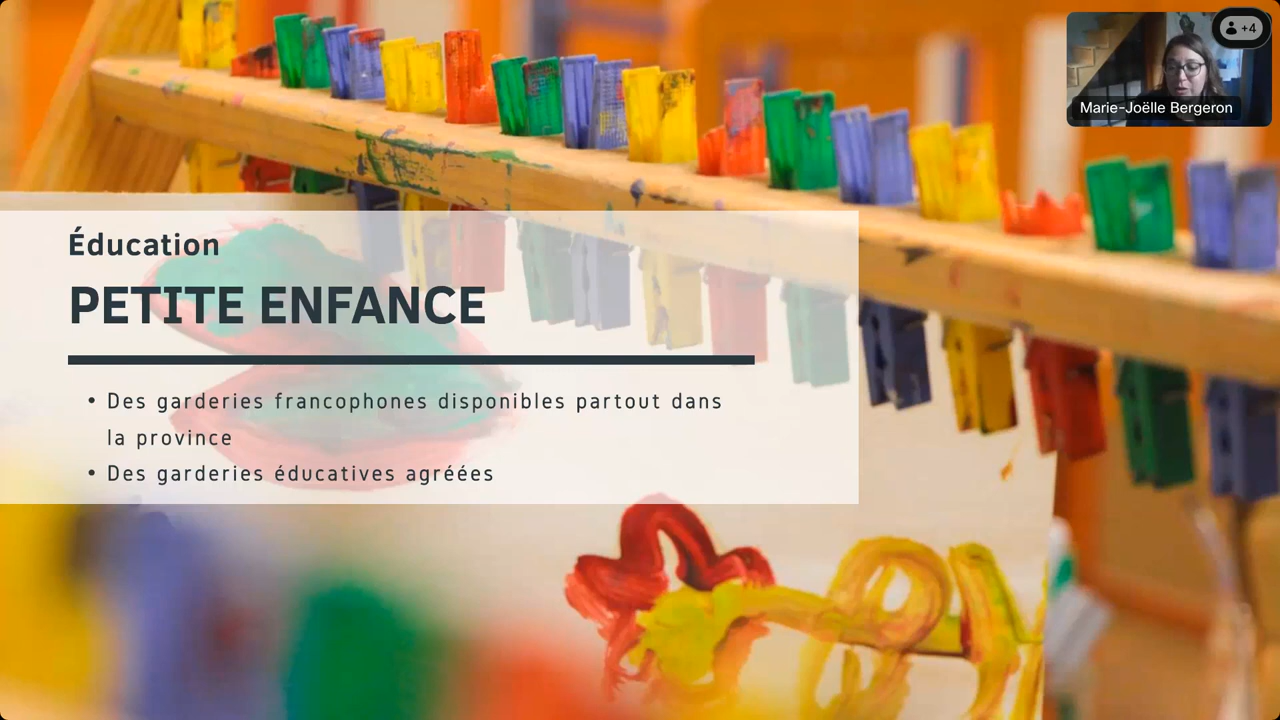 +4
Marie-Joëlle Bergeron
Éducation
PETITE ENFANCE
• Des garderies francophones disponibles partout dans
la province
• Des garderies éducatives agréées